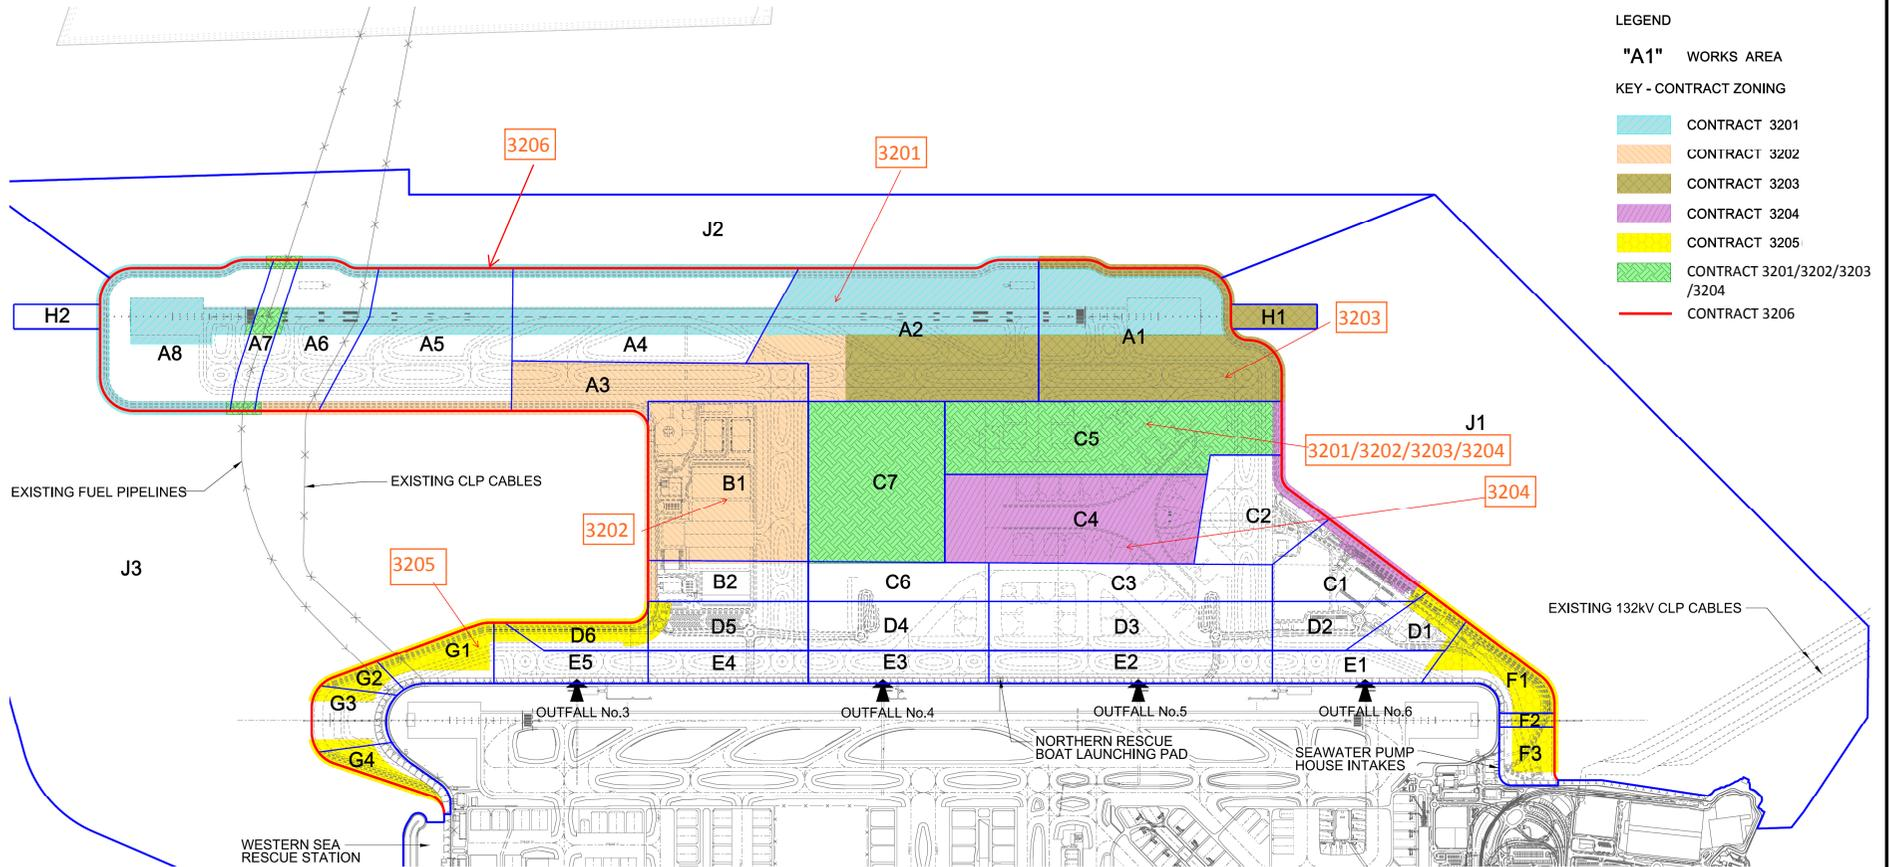 LEGEND
"A1" WORKS AREA
KEY - CONTRACT ZONING
CONTRACT 3201
CONTRACT 3202
CONTRACT 3203
CONTRACT 3204
CONTRACT 3205
CONTRACT 3201/3202/3203
/3204
CONTRACT 3206
3206
3201
J2
H2
A8
A7
A6
A5
A4
A2
A1
H1
3203
A3
C5
J1
3201/3202/3203/3204
EXISTING FUEL PIPELINES
EXISTING CLP CABLES
B1
C7
3204
3202
C4
C2
J3
3205
B2
C6
C3
C1
EXISTING 132kV CLP CABLES
G1
D6
D5
D4
D3
D2
D1
G2
E5
E4
E3
E2
E1
F1
G3
OUTFALL No.3
OUTFALL No.4
OUTFALL No.5
OUTFALL No.6
F2
G4
NORTHERN RESCUE
BOAT LAUNCHING PAD
SEAWATER PUMP
HOUSE INTAKES
F3
WESTERN SEA
RESCUE STATION